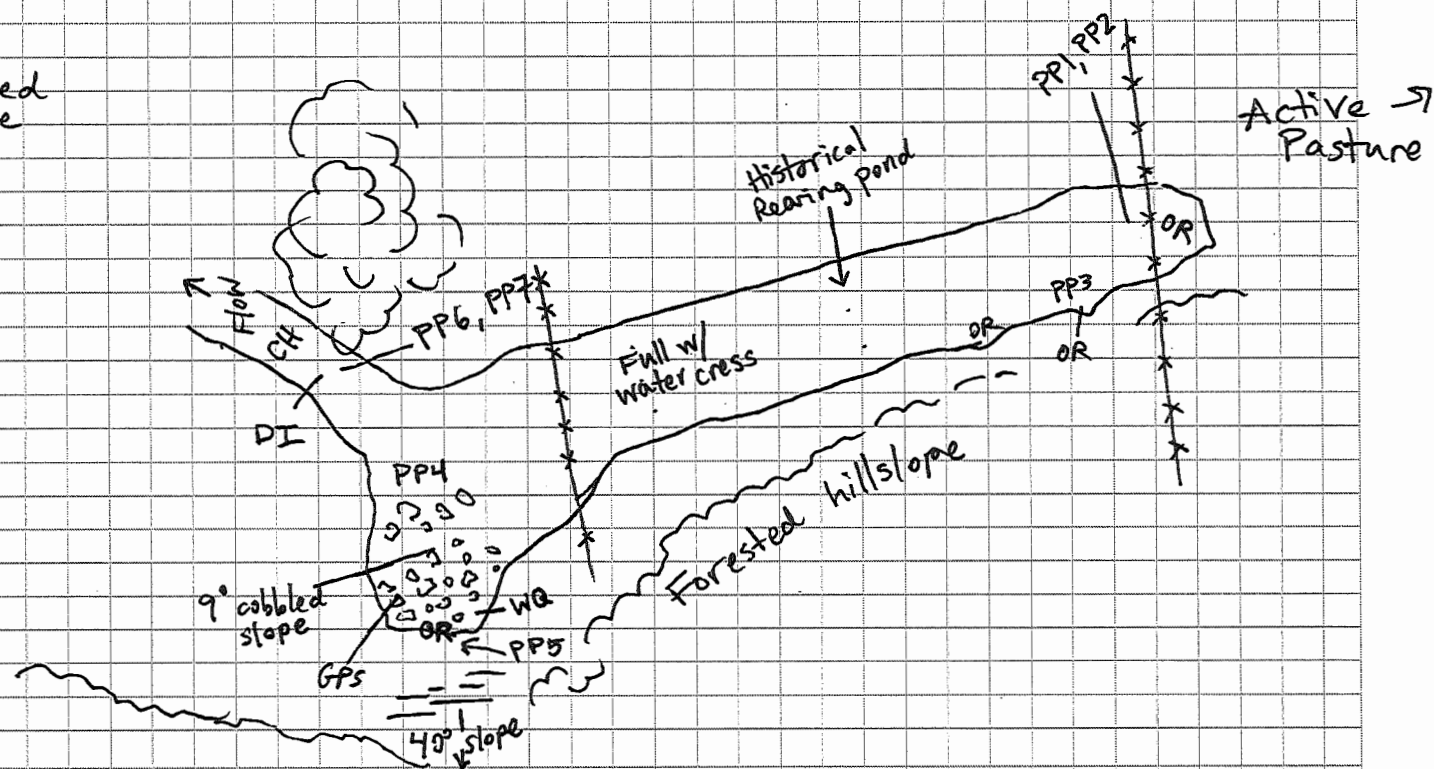 ed
e
PP1, PP2
Active
Pasture
Historical
Rearing pond
OR
Flow
CH
PP6, PP7
PP3
OR
OR
Full w/
water cress
DI
PP4
Forested hillslope
9° cobbled
slope
WQ
OR
PP5
GPS
40° slope